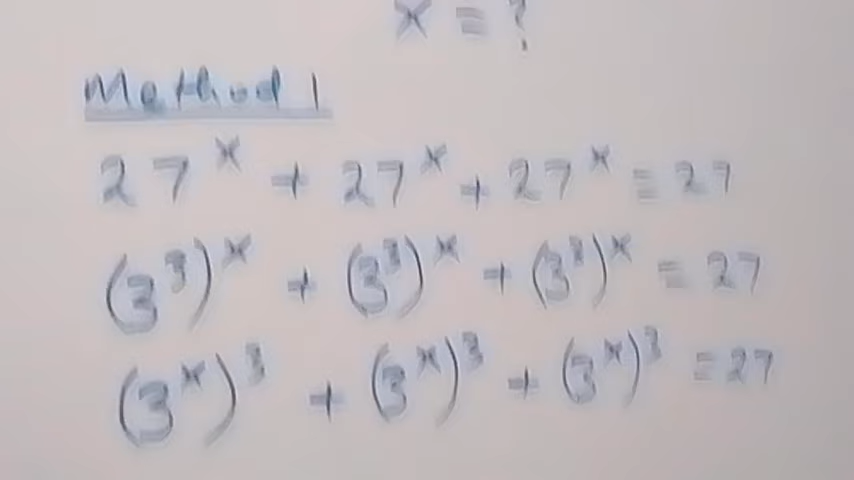 x = ?
Method 1
27^x + 27^x + 27^x = 27
(3^3)^x + (3^3)^x + (3^3)^x = 27
(3^x)^3 + (3^x)^3 + (3^x)^3 = 27